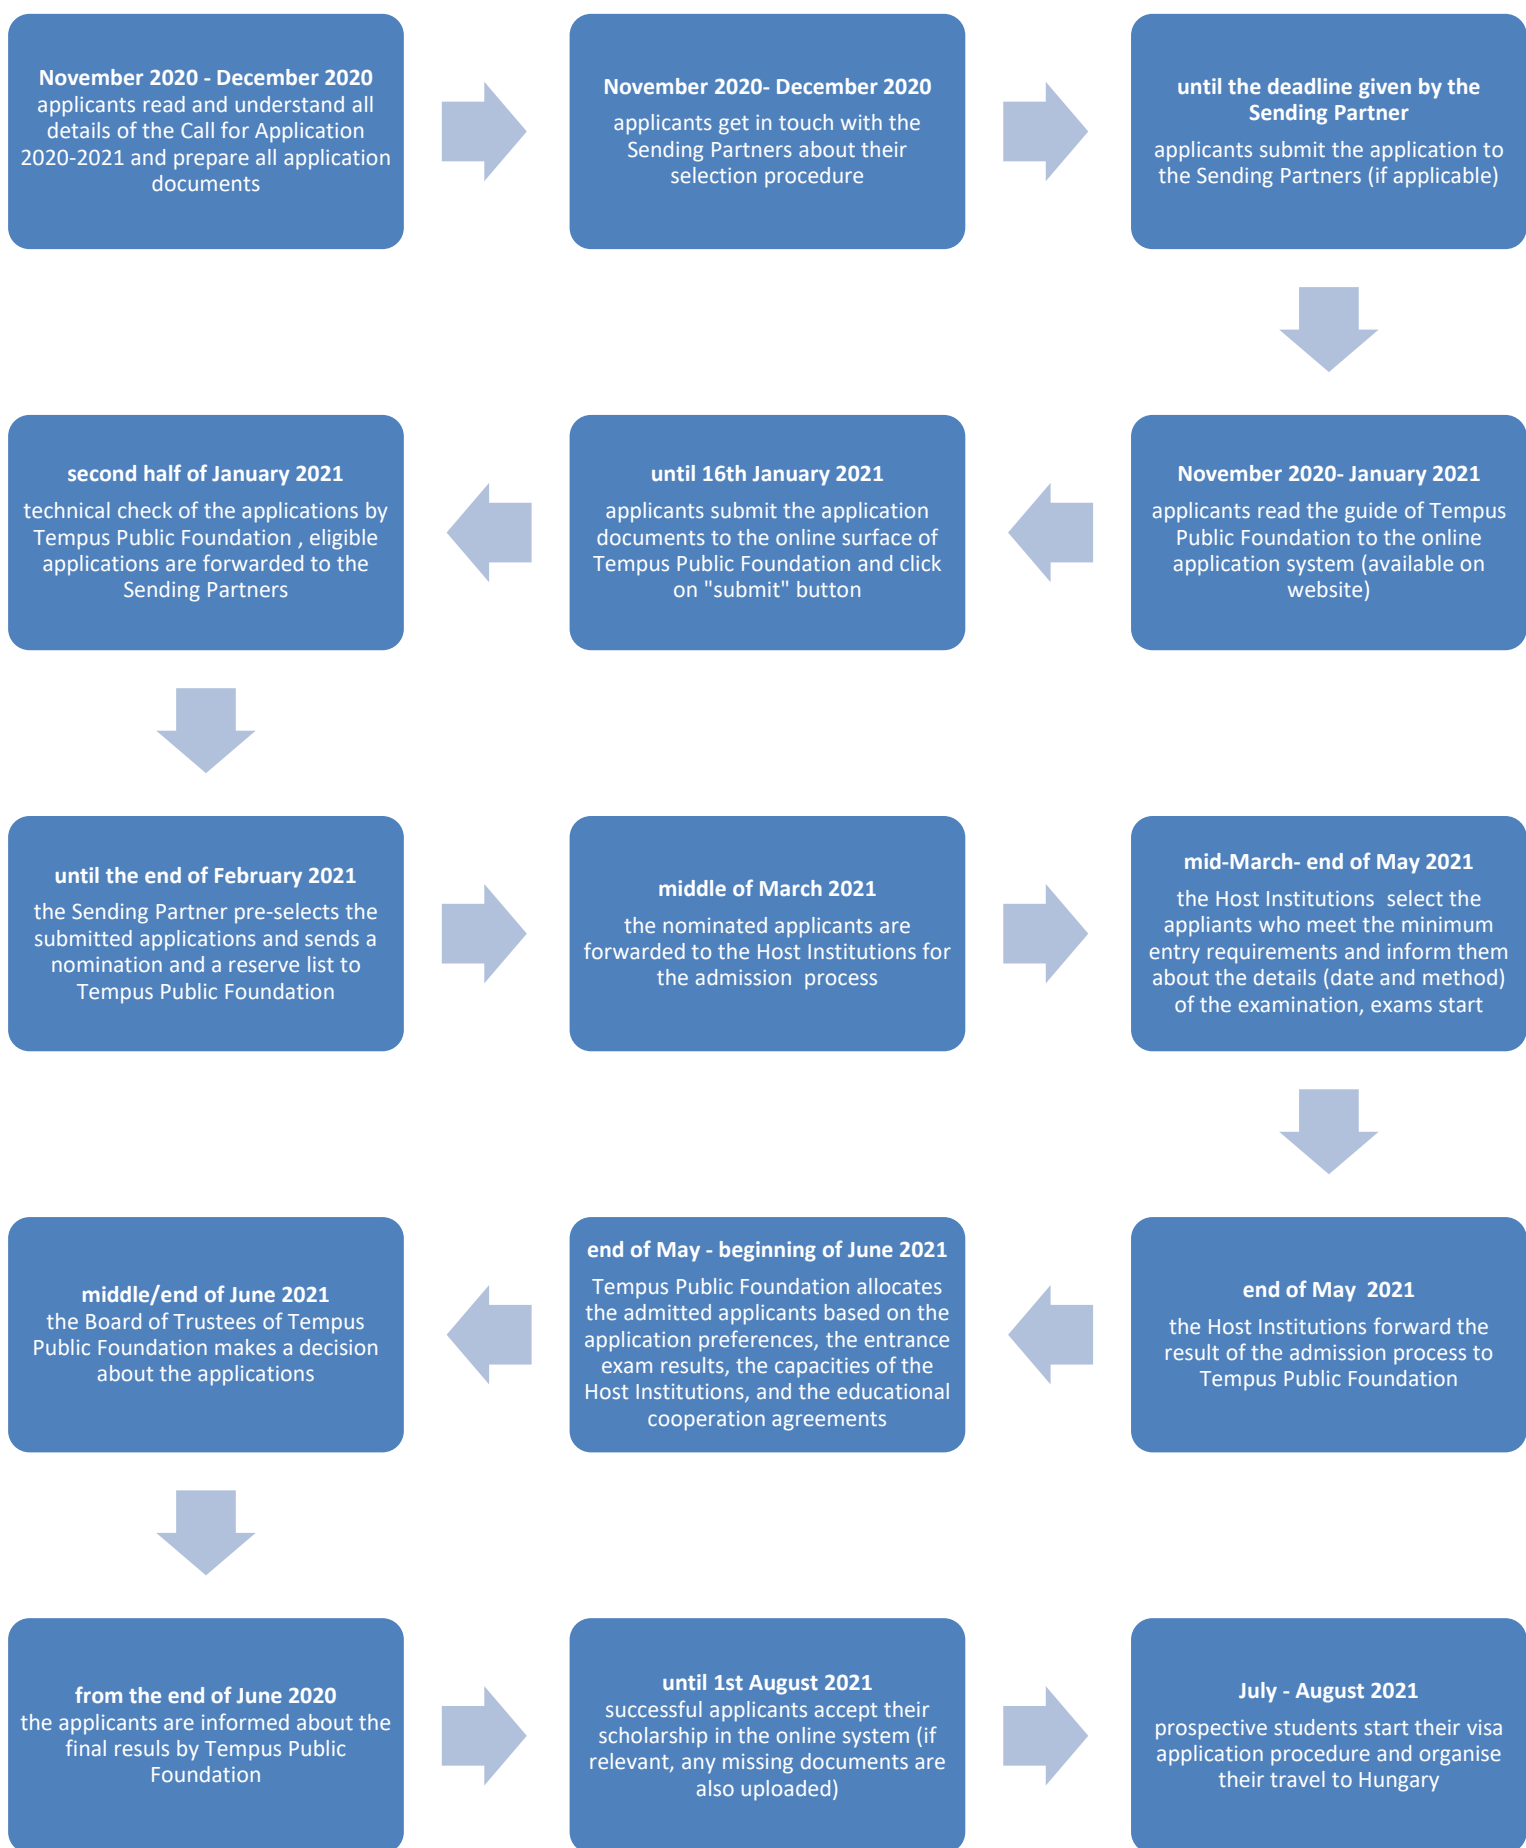 November 2020 - December 2020
applicants read and understand all
details of the Call for Application
2020-2021 and prepare all application
documents
November 2020- December 2020
applicants get in touch with the
Sending Partners about their
selection procedure
until the deadline given by the
Sending Partner
applicants submit the application to
the Sending Partners (if applicable)
November 2020- January 2021
applicants read the guide of Tempus
Public Foundation to the online
application system (available on
website)
until 16th January 2021
applicants submit the application
documents to the online surface of
Tempus Public Foundation and click
on "submit" button
second half of January 2021
technical check of the applications by
Tempus Public Foundation , eligible
applications are forwarded to the
Sending Partners
until the end of February 2021
the Sending Partner pre-selects the
submitted applications and sends a
nomination and a reserve list to
Tempus Public Foundation
middle of March 2021
the nominated applicants are
forwarded to the Host Institutions for
the admission  process
mid-March- end of May 2021
the Host Institutions  select the
appliants who meet the minimum
entry requirements and inform them
about the details (date and method)
of the examination, exams start
end of May  2021
the Host Institutions forward the
result of the admission process to
Tempus Public Foundation
end of May - beginning of June 2021
Tempus Public Foundation allocates
the admitted applicants based on the
application preferences, the entrance
exam results, the capacities of the
Host Institutions, and the educational
cooperation agreements
middle/end of June 2021
the Board of Trustees of Tempus
Public Foundation makes a decision
about the applications
from the end of June 2020
the applicants are informed about the
final resuls by Tempus Public
Foundation
until 1st August 2021
successful applicants accept their
scholarship in the online system (if
relevant, any missing documents are
also uploaded)
July - August 2021
prospective students start their visa
application procedure and organise
their travel to Hungary